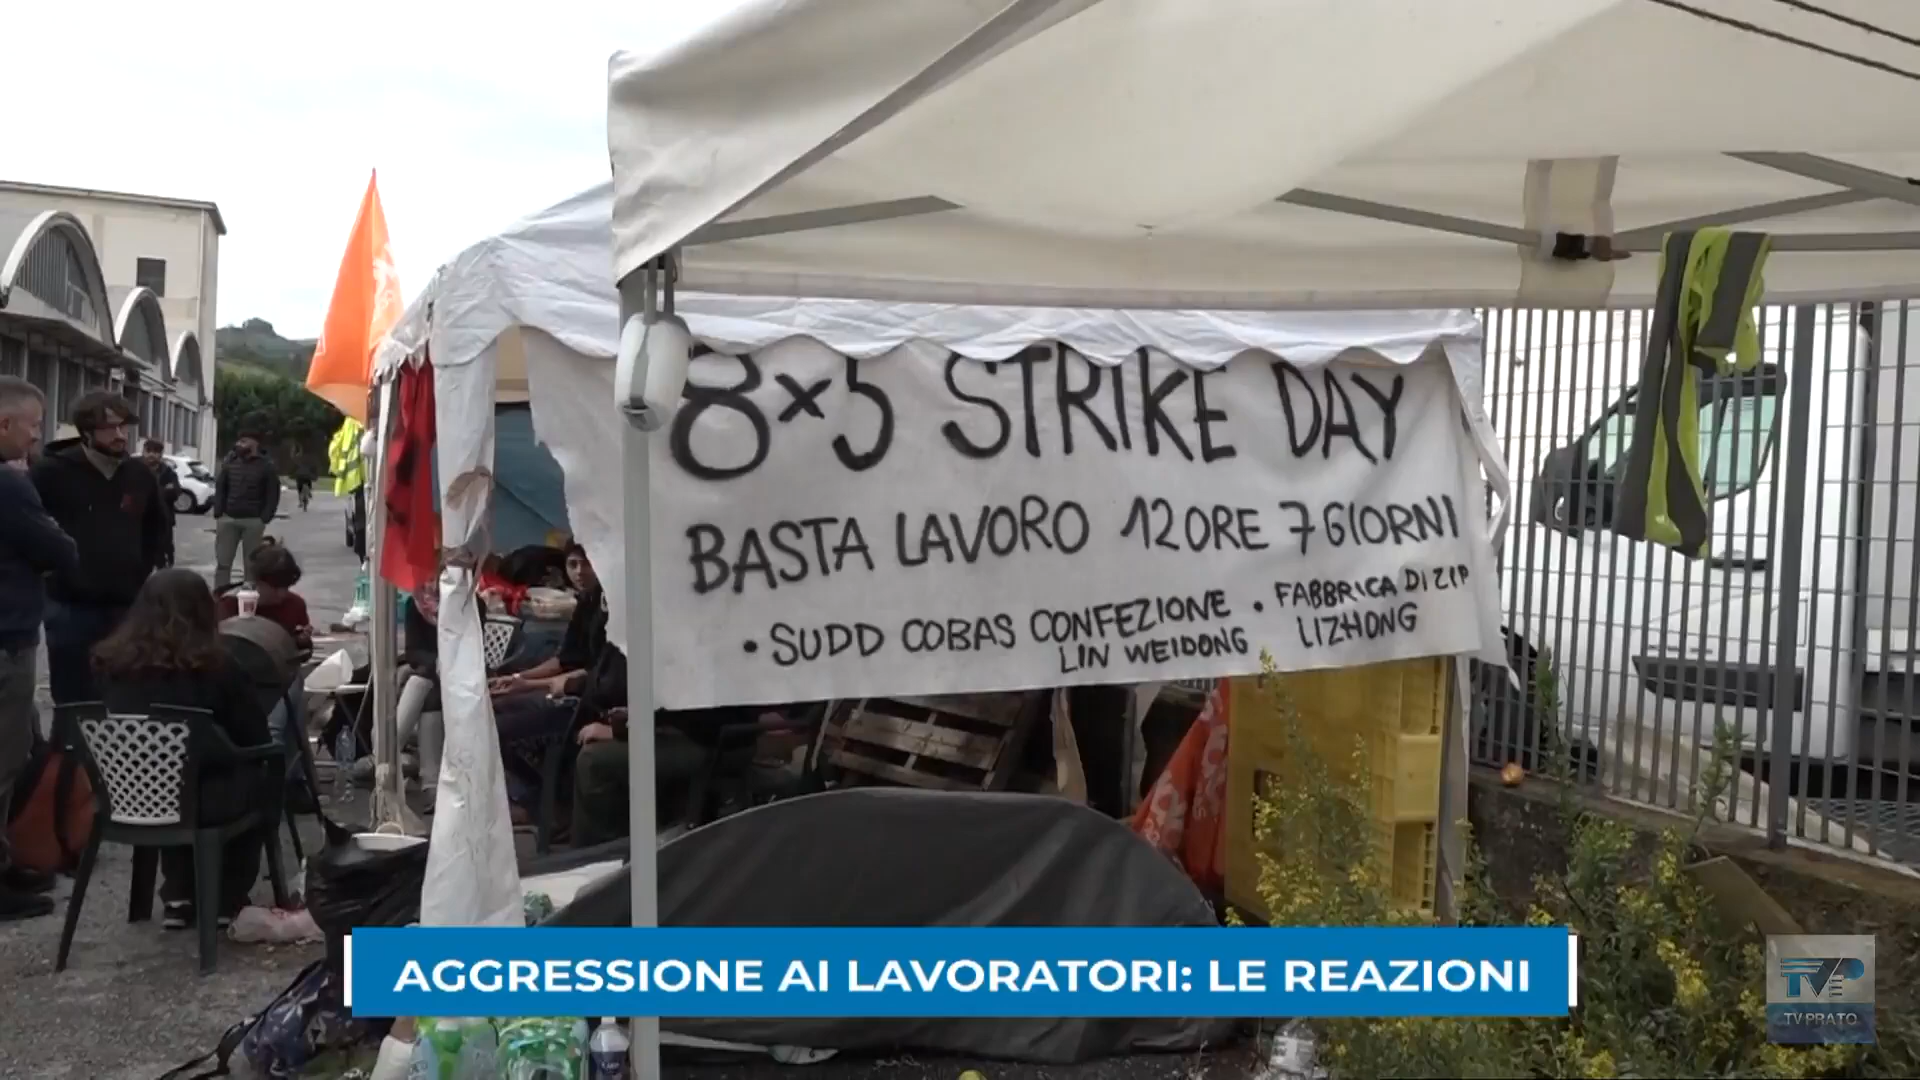 8×5 STRIKE DAY
BASTA LAVORO 12 ORE 7 GIORNI
• SUDD COBAS CONFEZIONE LIN WEIDONG
• FABBRICA DI ZIP LIZHONG
AGGRESSIONE AI LAVORATORI: LE REAZIONI
TVP
TV PRATO